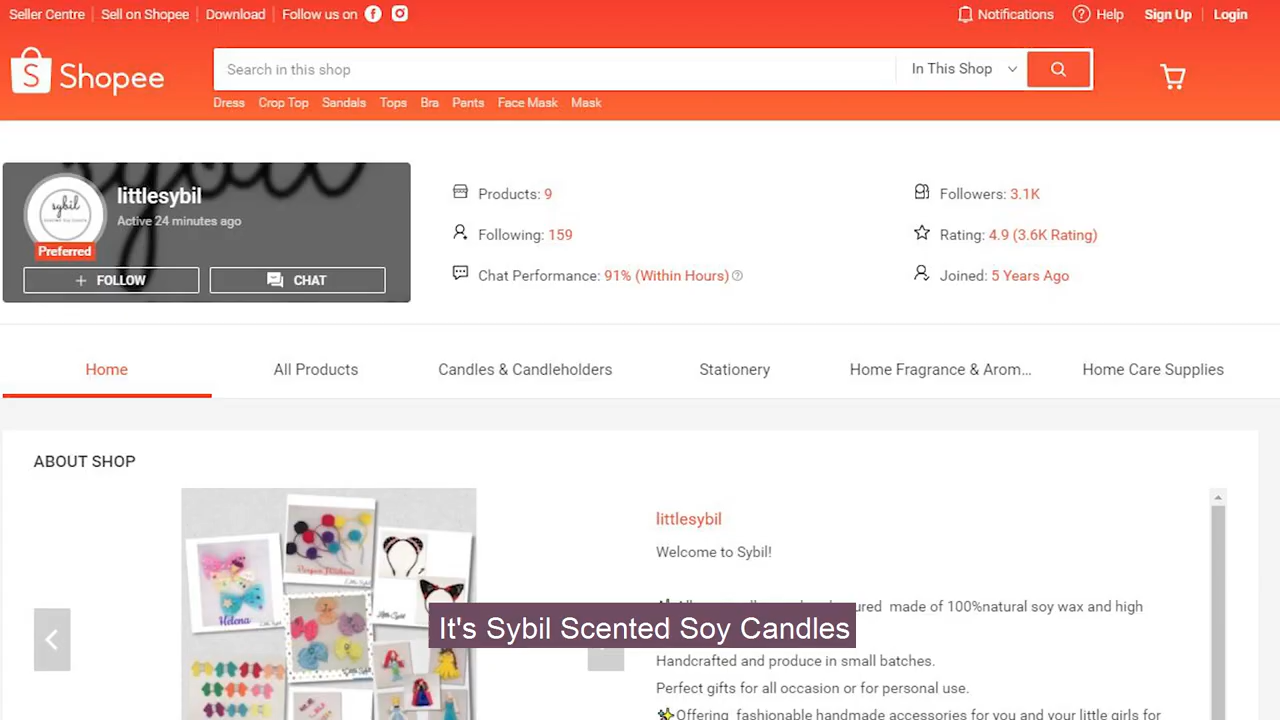 Seller Centre Sell on Shopee Download Follow us on
Notifications Help Sign Up Login
Shopee
Search in this shop
In This Shop
Dress Crop Top Sandals Tops Bra Pants Face Mask Mask
sybil
littlesybil
Active 24 minutes ago
Preferred
+ FOLLOW
CHAT
Products: 9
Followers: 3.1K
Following: 159
Rating: 4.9 (3.6K Rating)
Chat Performance: 91% (Within Hours)
Joined: 5 Years Ago
Home All Products Candles & Candleholders Stationery Home Fragrance & Arom... Home Care Supplies
ABOUT SHOP
littlesybil
Welcome to Sybil!
made of 100%natural soy wax and high
It's Sybil Scented Soy Candles
Handcrafted and produce in small batches.
Perfect gifts for all occasion or for personal use.
Offering fashionable handmade accessories for you and your little girls for
Helena